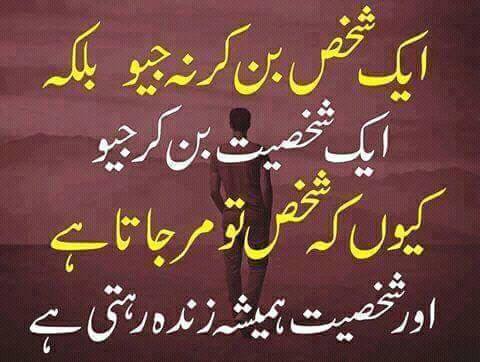 ایک شخص بن کر نہ جیو بلکہ
ایک شخصیت بن کر جیو
کیوں کہ شخص تو مر جاتا ہے
اور شخصیت ہمیشہ زندہ رہتی ہے